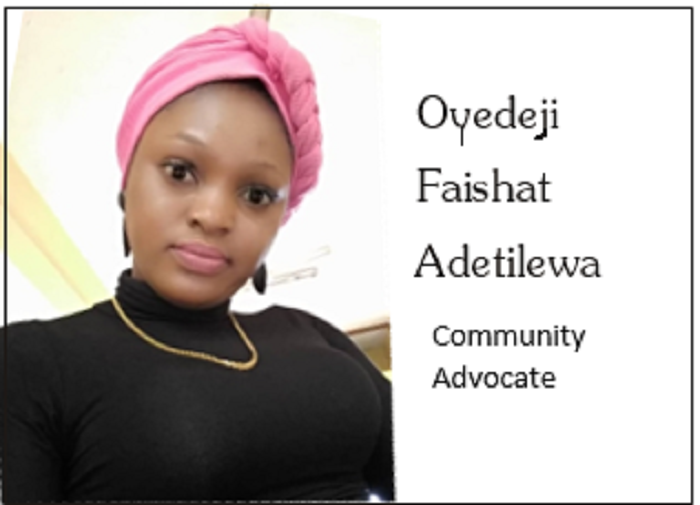 Oyedeji
Faishat
Adetilewa
Community
Advocate